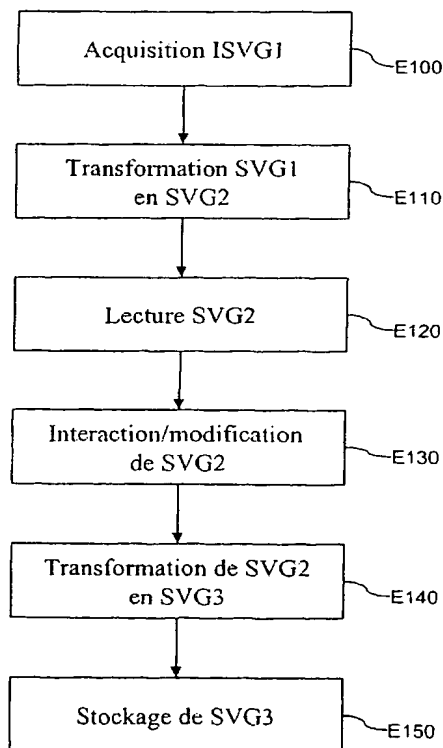 Acquisition ISVG1
E100
Transformation SVG1
en SVG2
E110
Lecture SVG2
E120
Interaction/modification
de SVG2
E130
Transformation de SVG2
en SVG3
E140
Stockage de SVG3
E150